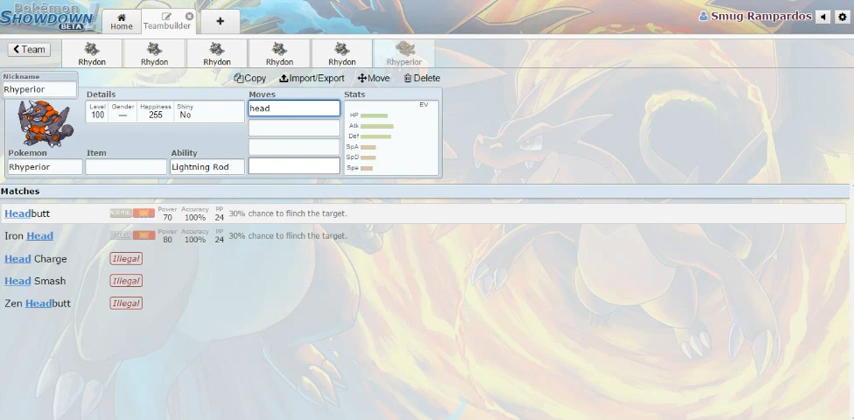 Pokémon
SHOWDOWN
BETA
Home
Teambuilder
+
Smug Rampardos
Team
Rhydon
Rhydon
Rhydon
Rhydon
Rhydon
Rhyperior
Nickname
Rhyperior
Copy Import/Export Move Delete
Details
Level Gender Happiness Shiny
100 — 255 No
Pokemon
Rhyperior
Item
Ability
Lightning Rod
Moves
head
Stats
EV
HP
Atk
Def
SpA
SpD
Spe
Matches
Headbutt NORMAL Power 70 Accuracy 100% PP 24 30% chance to flinch the target.
Iron Head Power 80 Accuracy 100% PP 24 30% chance to flinch the target.
Head Charge Illegal
Head Smash Illegal
Zen Headbutt Illegal